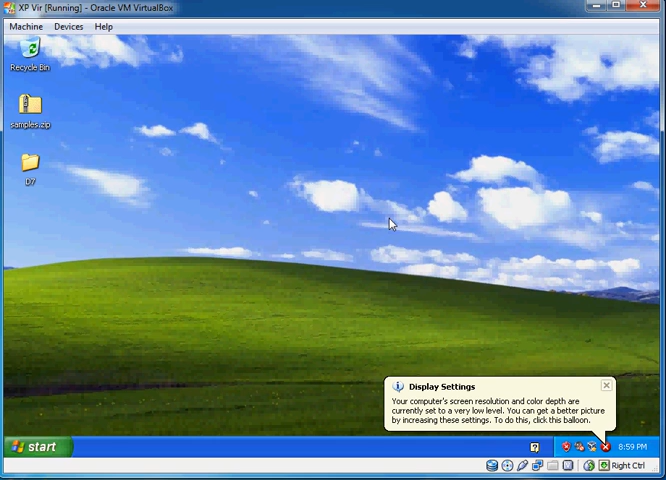 XP Vir [Running] - Oracle VM VirtualBox
Machine Devices Help
Recycle Bin
samples.zip
D7
Display Settings
Your computer's screen resolution and color depth are
currently set to a very low level. You can get a better picture
by increasing these settings. To do this, click this balloon.
start
8:59 PM
Right Ctrl